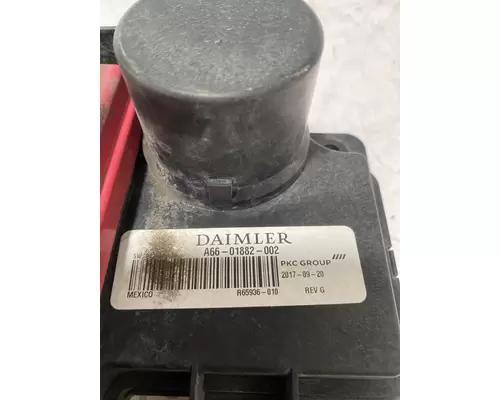 DAIMLER
A66-01882-002
PKC GROUP
2017-09-20
MEXICO
R65936-010
REV G